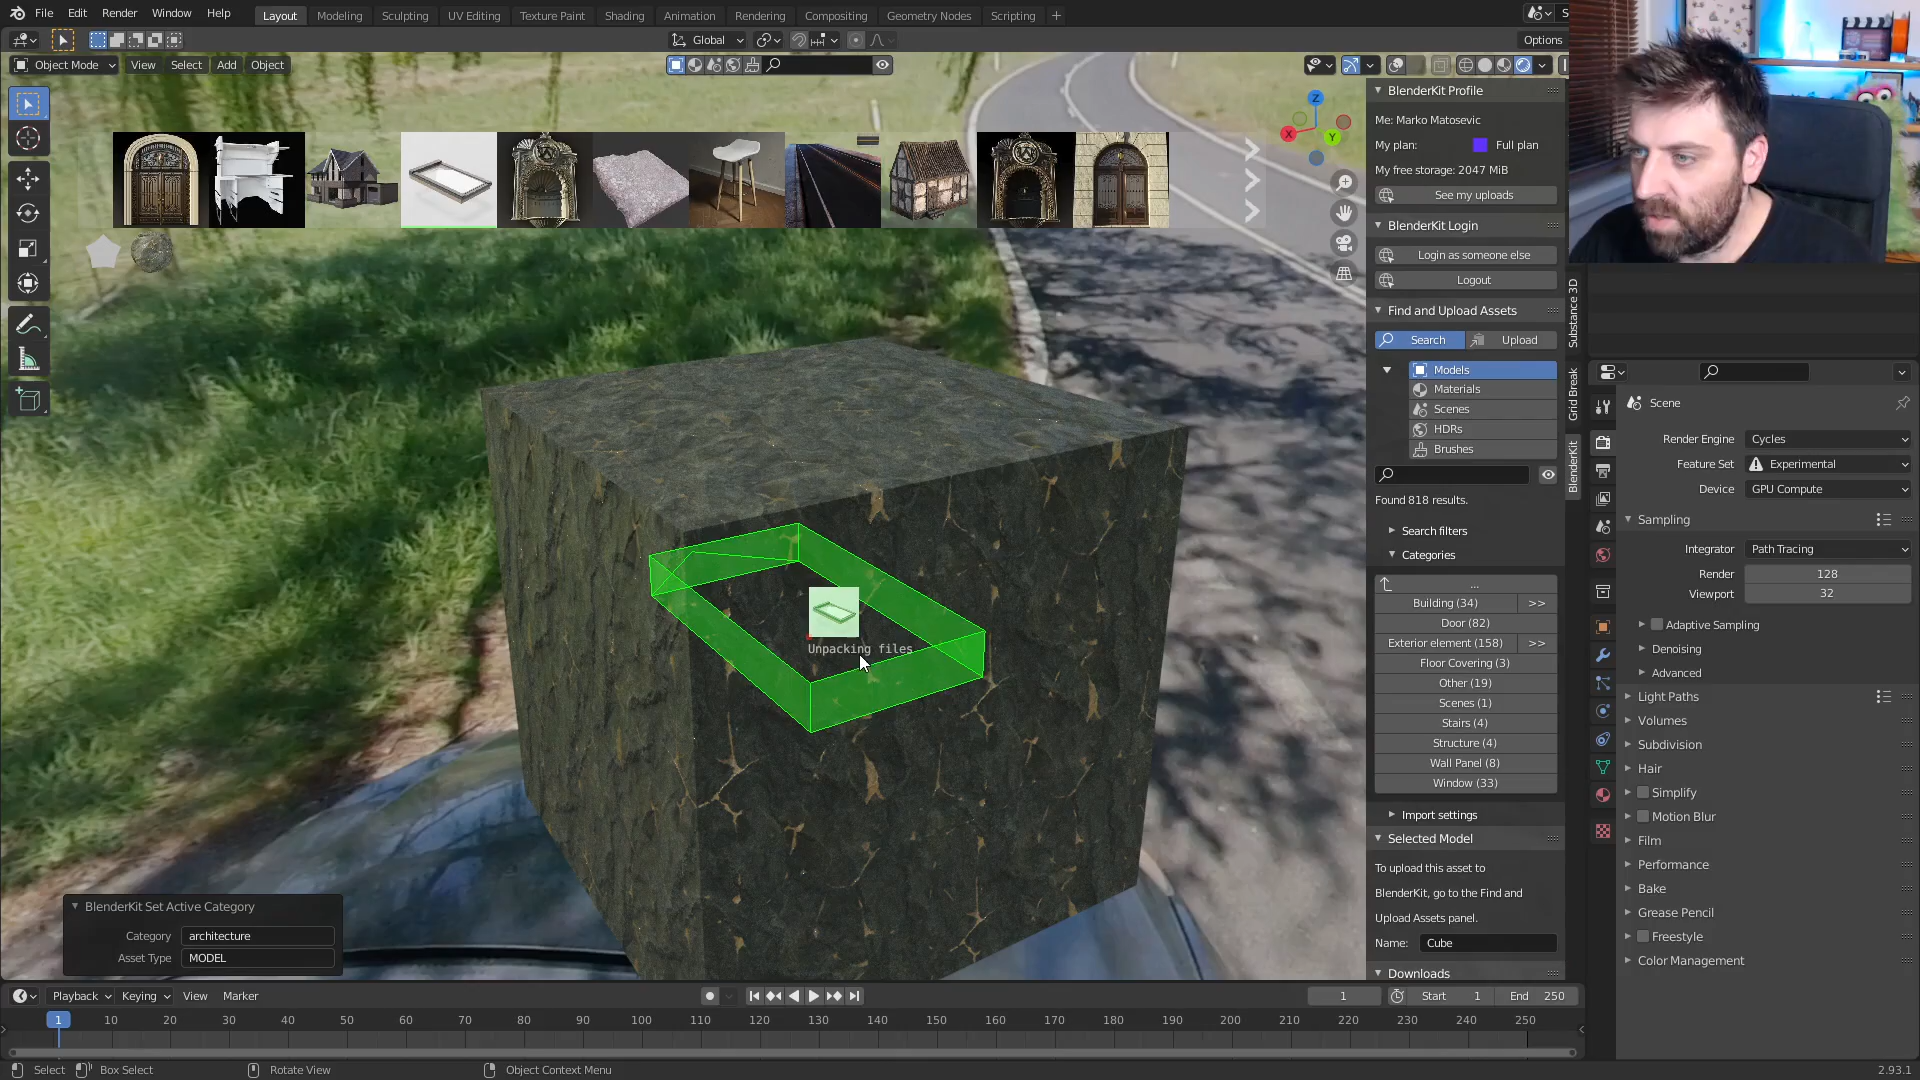 File Edit Render Window Help
Layout Modeling Sculpting UV Editing Texture Paint Shading Animation Rendering Compositing Geometry Nodes Scripting +
Global
Options
Object Mode View Select Add Object
BlenderKit Profile
Me: Marko Matosevic
My plan: Full plan
My free storage: 2047 MiB
See my uploads
BlenderKit Login
Login as someone else
Logout
Find and Upload Assets
Search Upload
Models
Materials
Scenes
HDRs
Brushes
Found 818 results.
Search filters
Categories
...
Building (34) >>
Door (82)
Exterior element (158) >>
Floor Covering (3)
Other (19)
Scenes (1)
Stairs (4)
Structure (4)
Wall Panel (8)
Window (33)
Import settings
Selected Model
To upload this asset to
BlenderKit, go to the Find and
Upload Assets panel.
Name: Cube
Downloads
Substance 3D
Grid Break
BlenderKit
Z
X
Y
Unpacking files
Scene
Render Engine Cycles
Feature Set Experimental
Device GPU Compute
Sampling
Integrator Path Tracing
Render 128
Viewport 32
Adaptive Sampling
Denoising
Advanced
Light Paths
Volumes
Subdivision
Hair
Simplify
Motion Blur
Film
Performance
Bake
Grease Pencil
Freestyle
Color Management
BlenderKit Set Active Category
Category architecture
Asset Type MODEL
Playback Keying View Marker
1 Start 1 End 250
1 10 20 30 40 50 60 70 80 90 100 110 120 130 140 150 160 170 180 190 200 210 220 230 240 250
Select Box Select Rotate View Object Context Menu
2.93.1